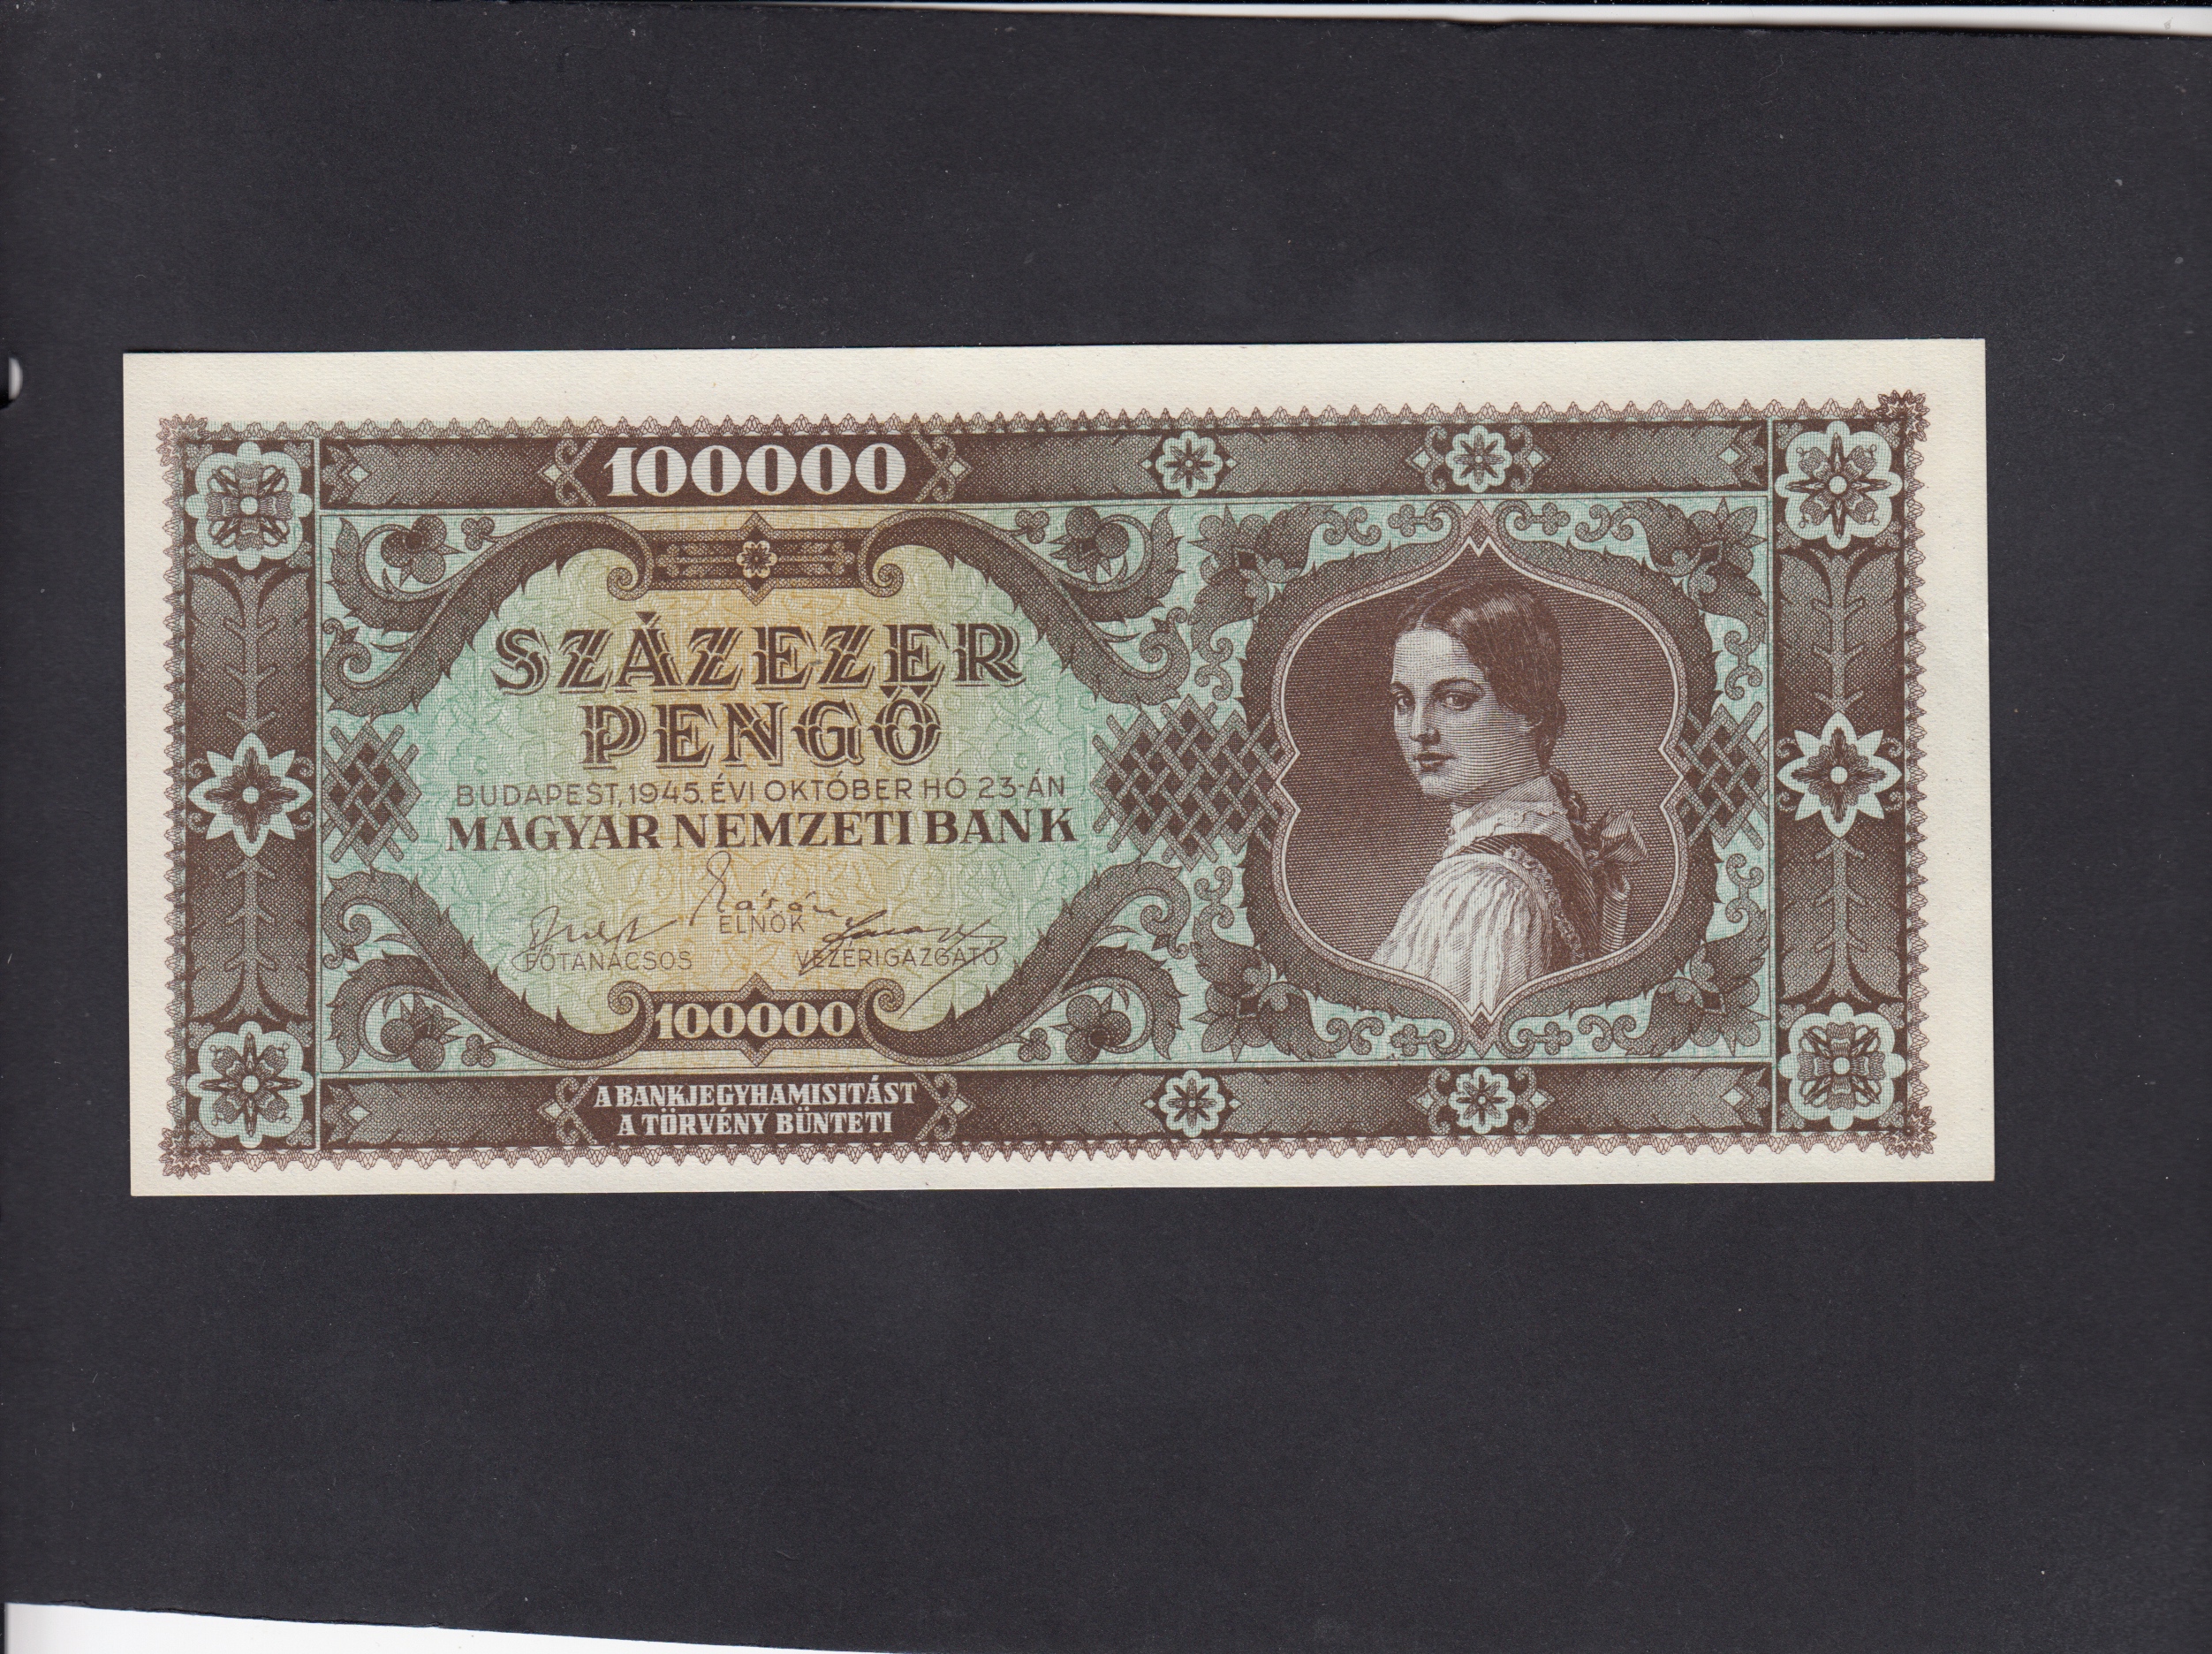 100000
SZÁZEZER
PENGŐ
BUDAPEST, 1945. ÉVI OKTÓBER HÓ 23-ÁN
MAGYAR NEMZETI BANK
ELNÖK
FŐTANÁCSOS VEZÉRIGAZGATÓ
100000
A BANKJEGYHAMISITÁST
A TÖRVÉNY BÜNTETI